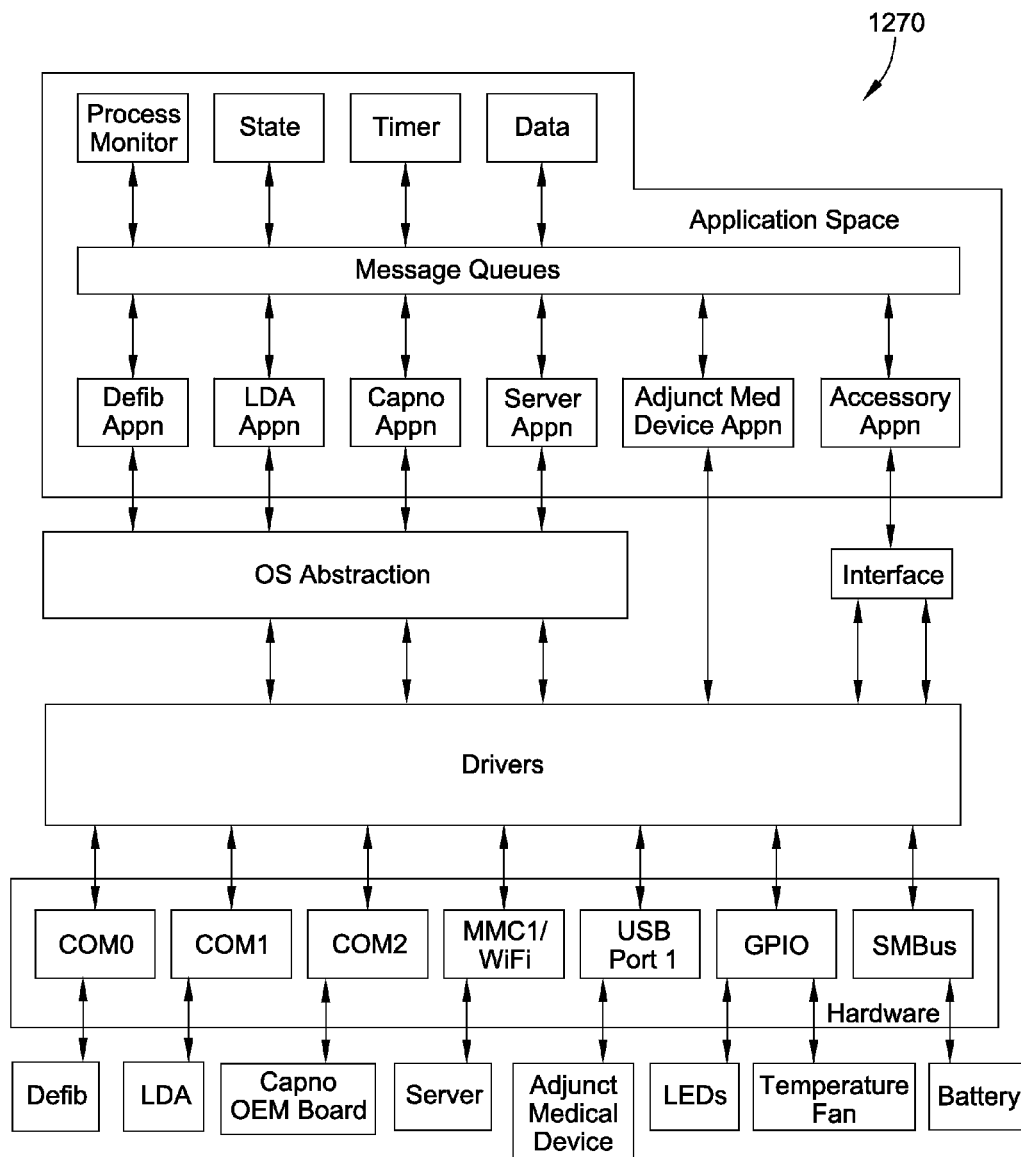 1270
Process
Monitor
State
Timer
Data
Application Space
Message Queues
Defib
Appn
LDA
Appn
Capno
Appn
Server
Appn
Adjunct Med
Device Appn
Accessory
Appn
OS Abstraction
Interface
Drivers
COM0
COM1
COM2
MMC1/
WiFi
USB
Port 1
GPIO
SMBus
Hardware
Defib
LDA
Capno
OEM Board
Server
Adjunct
Medical
Device
LEDs
Temperature
Fan
Battery